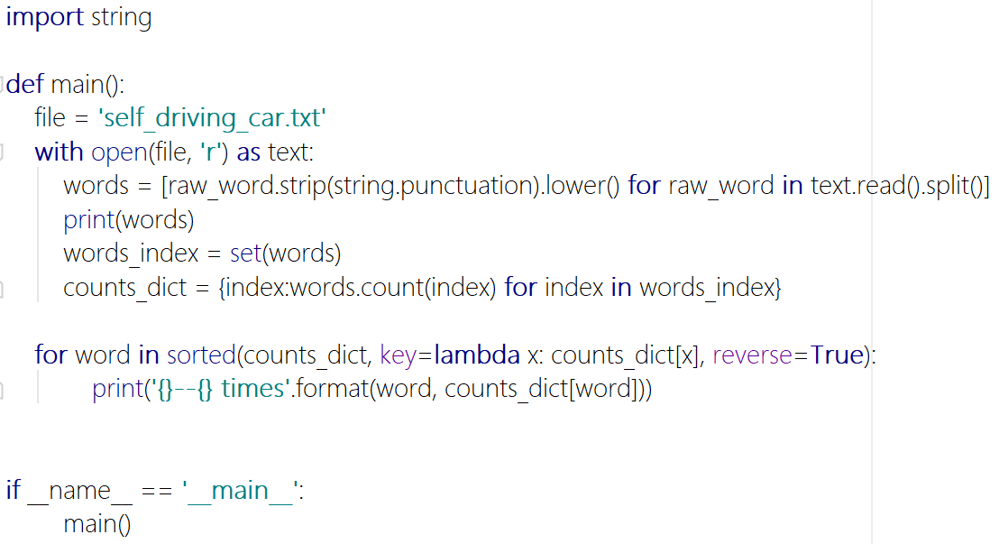 import string
def main():
file = 'self_driving_car.txt'
with open(file, 'r') as text:
words = [raw_word.strip(string.punctuation).lower() for raw_word in text.read().split()]
print(words)
words_index = set(words)
counts_dict = {index:words.count(index) for index in words_index}
for word in sorted(counts_dict, key=lambda x: counts_dict[x], reverse=True):
print('{}--{} times'.format(word, counts_dict[word]))
if __name__ == '__main__':
main()